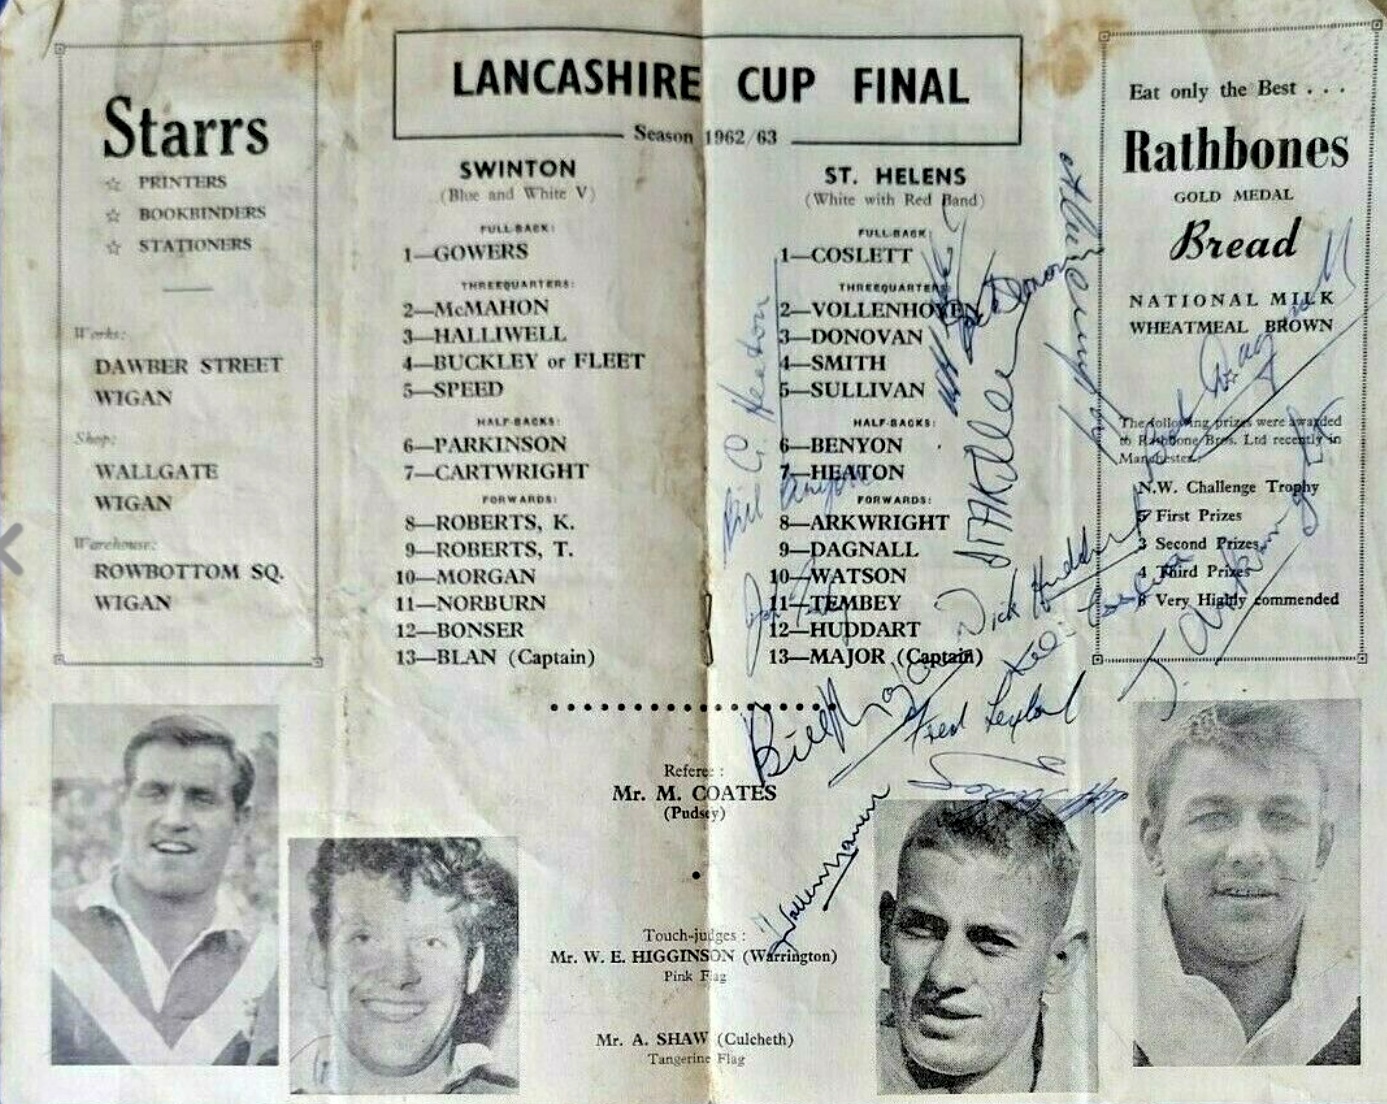 Starrs
☆ PRINTERS
☆ BOOKBINDERS
☆ STATIONERS
Works:
DAWBER STREET
WIGAN
Shop:
WALLGATE
WIGAN
Warehouse:
ROWBOTTOM SQ.
WIGAN
LANCASHIRE CUP FINAL
Season 1962/63
SWINTON
(Blue and White V)
FULL-BACK:
1—GOWERS
THREEQUARTERS:
2—McMAHON
3—HALLIWELL
4—BUCKLEY or FLEET
5—SPEED
HALF-BACKS:
6—PARKINSON
7—CARTWRIGHT
FORWARDS:
8—ROBERTS, K.
9—ROBERTS, T.
10—MORGAN
11—NORBURN
12—BONSER
13—BLAN (Captain)
ST. HELENS
(White with Red Band)
FULL-BACK:
1—COSLETT
THREEQUARTERS:
2—VOLLENHOVEN
3—DONOVAN
4—SMITH
5—SULLIVAN
HALF-BACKS:
6—BENYON
7—HEATON
FORWARDS:
8—ARKWRIGHT
9—DAGNALL
10—WATSON
11—TEMBEY
12—HUDDART
13—MAJOR (Captain)
Referee:
Mr. M. COATES
(Pudsey)
Touch-judges:
Mr. W. E. HIGGINSON (Warrington)
Pink Flag
Mr. A. SHAW (Culcheth)
Tangerine Flag
Eat only the Best . . .
Rathbones
GOLD MEDAL
Bread
NATIONAL MILK
WHEATMEAL BROWN
The following prizes were awarded
to Rathbone Bros. Ltd recently in
Manchester.
N.W. Challenge Trophy
First Prizes
3 Second Prizes
4 Third Prizes
Very Highly commended
Heaton
Bill Benyon
Dick Huddart
Kel Coslett
J. Arkwright
Fred Leyland